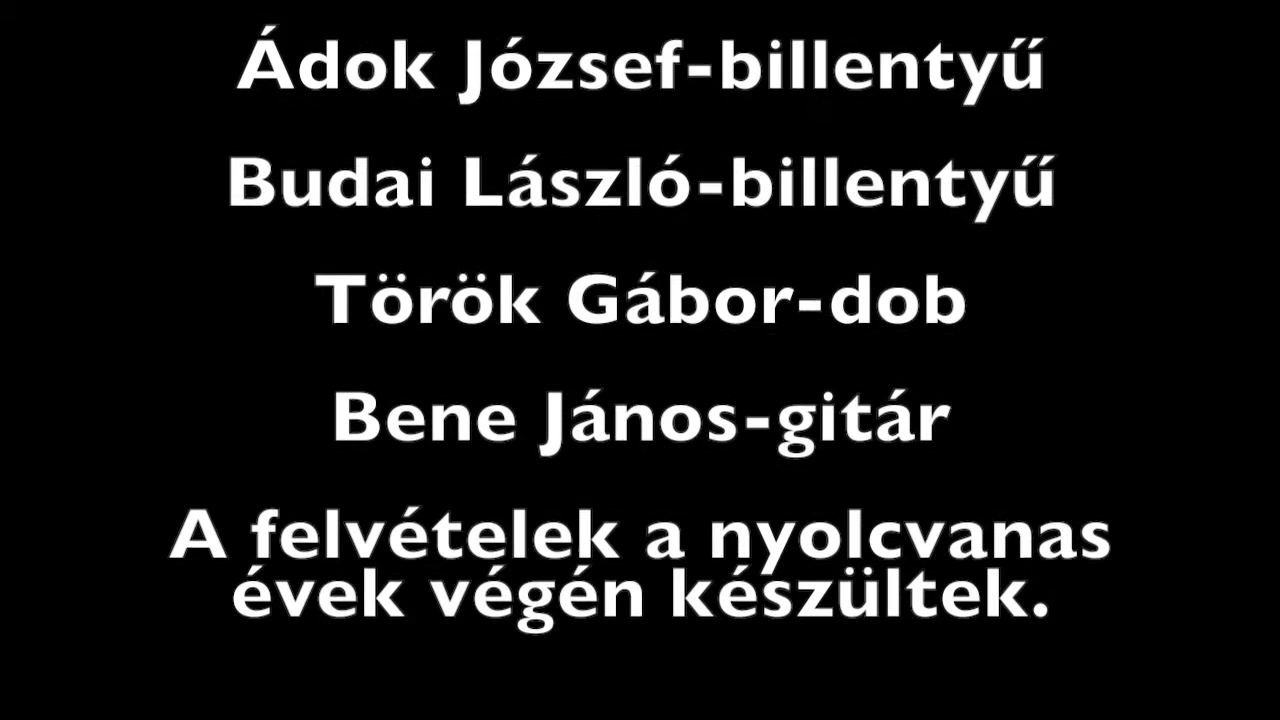 Ádok József-billentyű
Budai László-billentyű
Török Gábor-dob
Bene János-gitár
A felvételek a nyolcvanas
évek végén készültek.